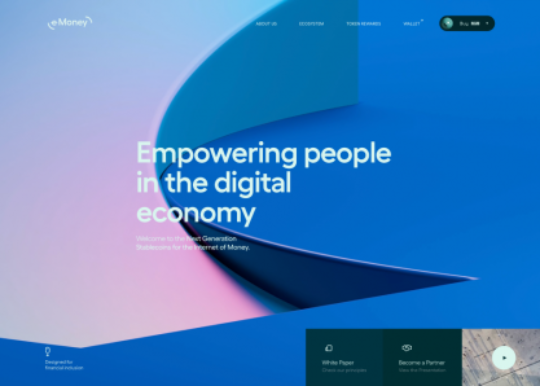 e-Money
ABOUT US
ECOSYSTEM
TOKEN REWARDS
WALLET
Buy NGM
Empowering people
in the digital
economy
Welcome to the Next Generation
Stablecoins for the Internet of Money.
Designed for
financial inclusion
White Paper
Check our principles
Become a Partner
View the Presentation